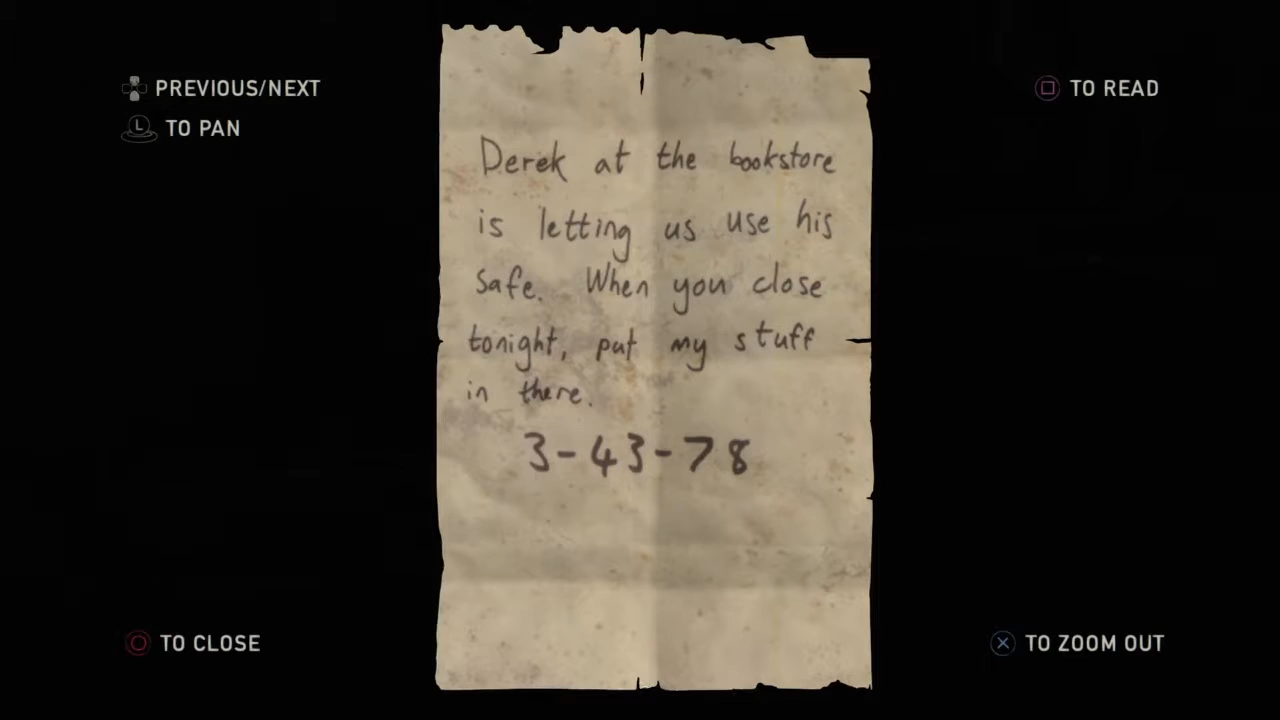 PREVIOUS/NEXT
L TO PAN
TO READ
Derek at the bookstore
is letting us use his
safe. When you close
tonight, put my stuff
in there.
3-43-78
TO CLOSE
TO ZOOM OUT